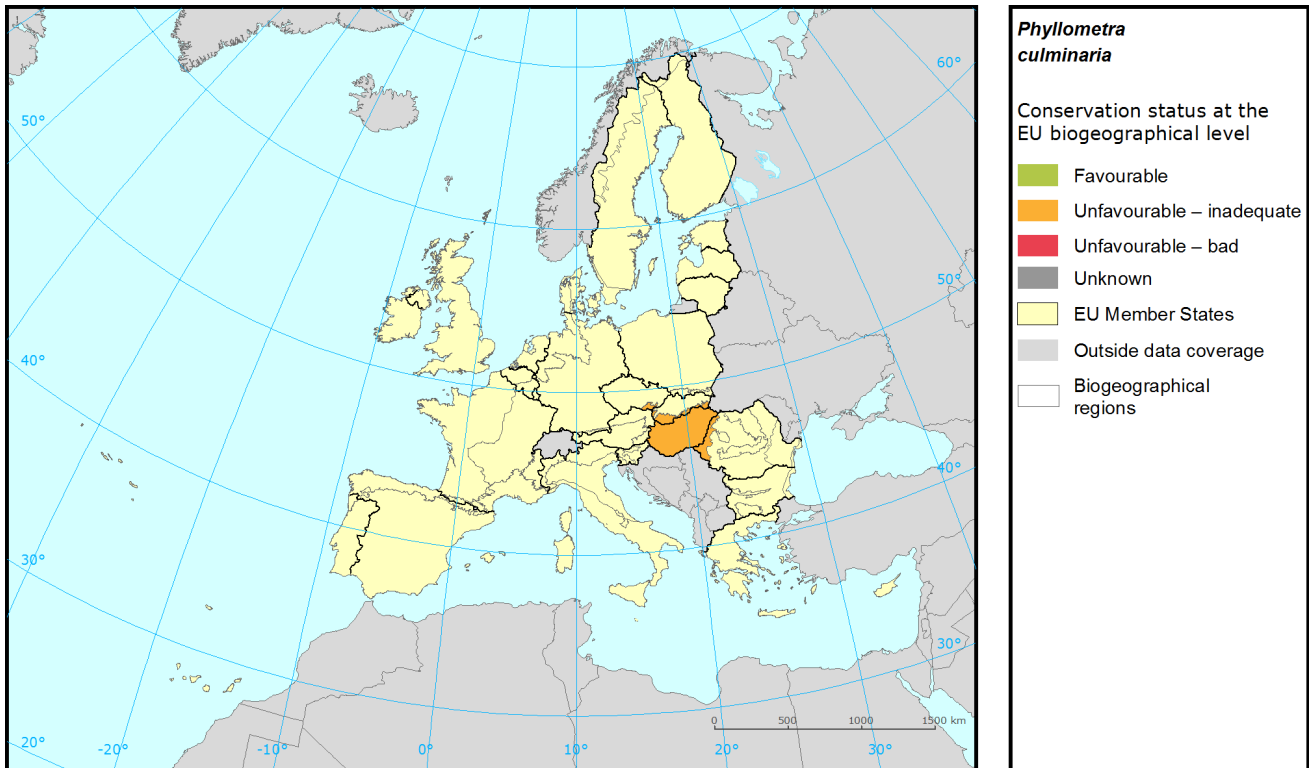 Phyllometra
culminaria
Conservation status at the
EU biogeographical level
Favourable
Unfavourable – inadequate
Unfavourable – bad
Unknown
EU Member States
Outside data coverage
Biogeographical
regions
60°
50°
50°
40°
40°
30°
30°
0 500 1000 1500 km
20° -20° -10° 0° 10° 20° 30°